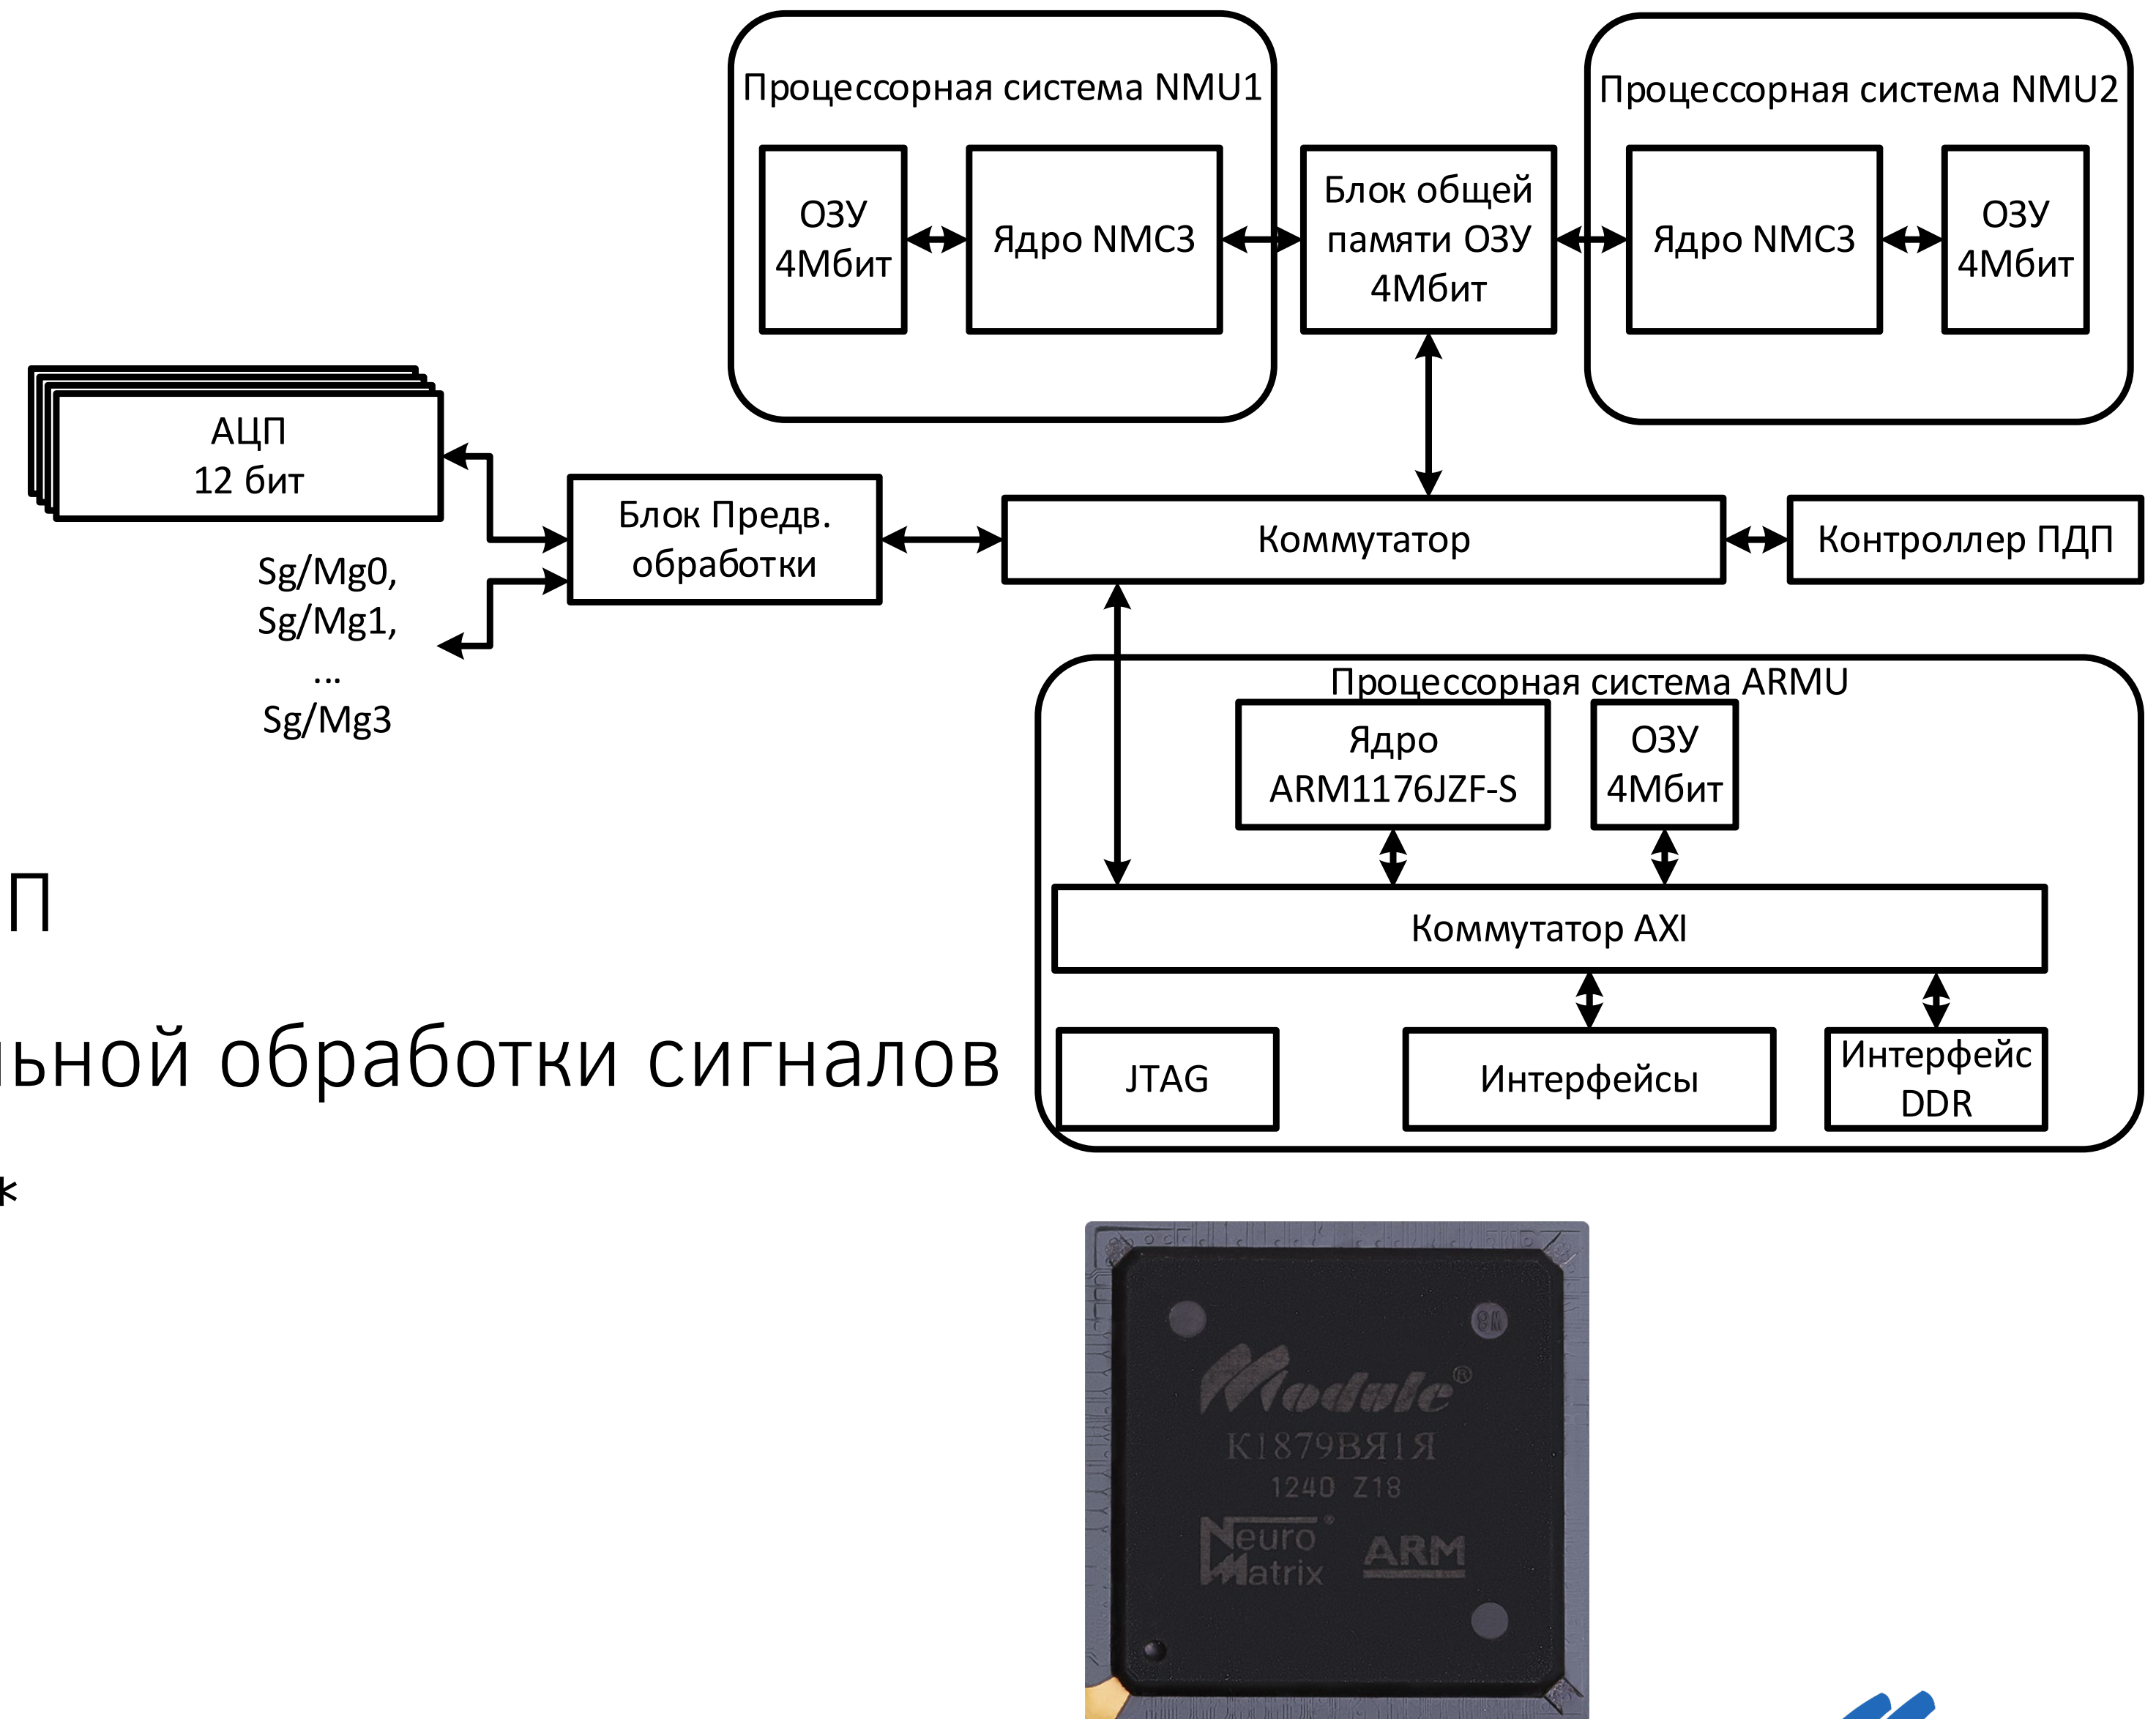 Процессорная система NMU1
ОЗУ
4Мбит
Ядро NMC3
Блок общей
памяти ОЗУ
4Мбит
Процессорная система NMU2
Ядро NMC3
ОЗУ
4Мбит
АЦП
12 бит
Sg/Mg0,
Sg/Mg1,
...
Sg/Mg3
Блок Предв.
обработки
Коммутатор
Контроллер ПДП
Процессорная система ARMU
Ядро
ARM1176JZF-S
ОЗУ
4Мбит
Коммутатор AXI
JTAG
Интерфейсы
Интерфейс
DDR
П
льной обработки сигналов
*
Module®
К1879ВЯ1Я
1240 Z18
Neuro
Matrix®
ARM